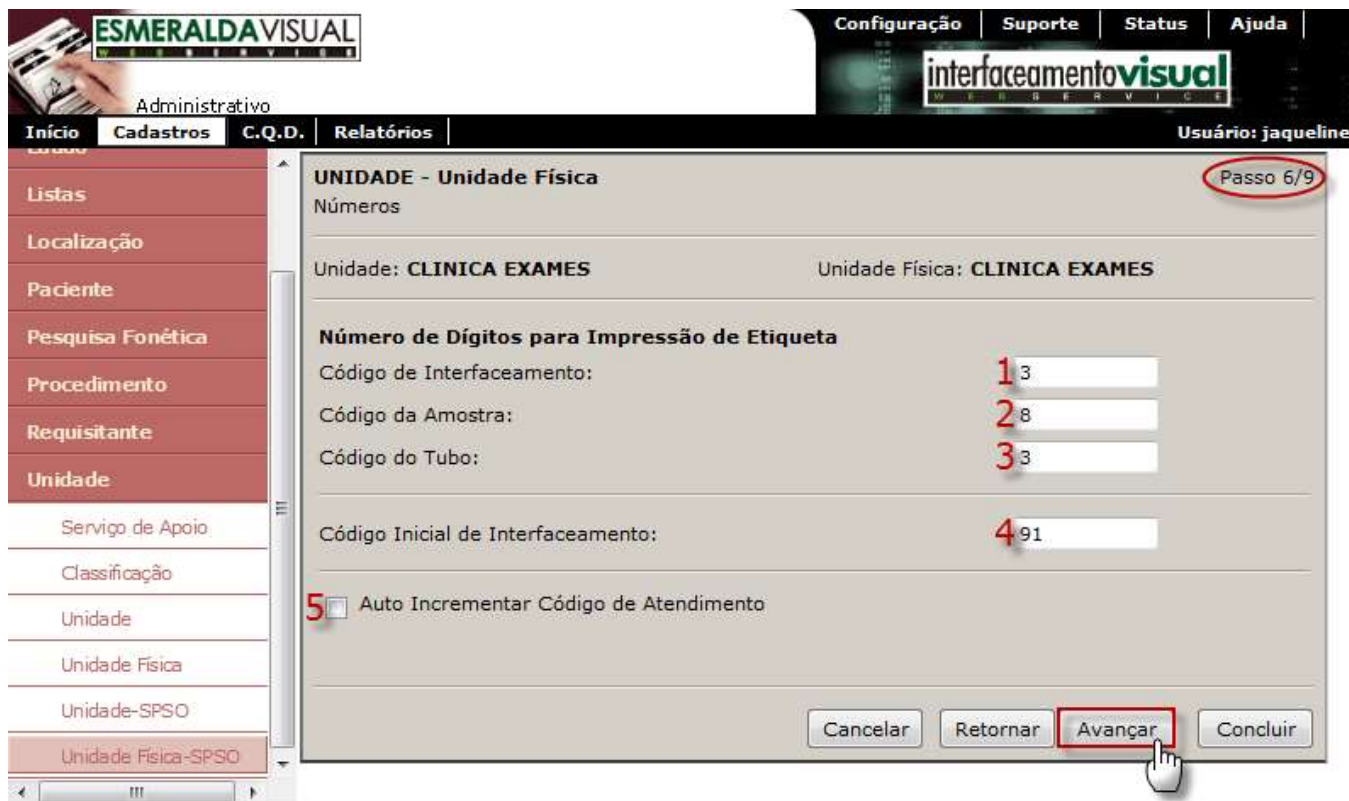 ESMERALDAVISUAL
WEBSERVICE
Administrativo
Configuração Suporte Status Ajuda
interfaceamentovisual
WEBSERVICE
Início Cadastros C.Q.D. Relatórios Usuário: jaqueline
Listas
Localização
Paciente
Pesquisa Fonética
Procedimento
Requisitante
Unidade
Serviço de Apoio
Classificação
Unidade
Unidade Física
Unidade-SPSO
Unidade Física-SPSO
UNIDADE - Unidade Física Passo 6/9
Números
Unidade: CLINICA EXAMES Unidade Física: CLINICA EXAMES
Número de Dígitos para Impressão de Etiqueta
Código de Interfaceamento: 1 3
Código da Amostra: 2 8
Código do Tubo: 3 3
Código Inicial de Interfaceamento: 4 91
5 Auto Incrementar Código de Atendimento
Cancelar Retornar Avançar Concluir